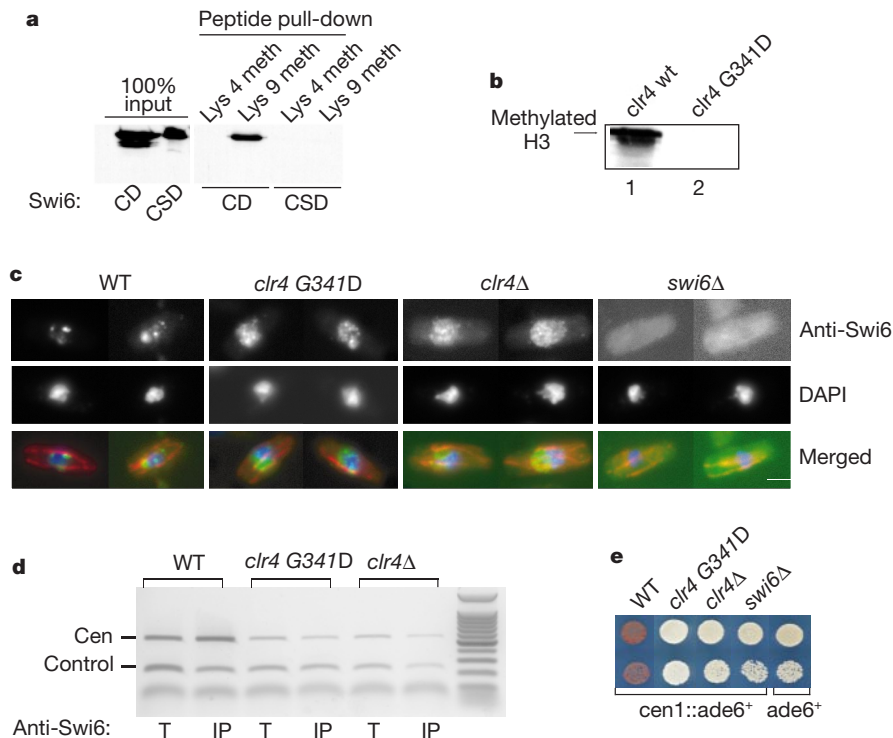 a
Peptide pull-down
100%
input
Lys 4 meth
Lys 9 meth
Lys 4 meth
Lys 9 meth
Swi6:
CD
CSD
CD
CSD
b
clr4 wt
clr4 G341D
Methylated
H3
1
2
c
WT
clr4 G341D
clr4Δ
swi6Δ
Anti-Swi6
DAPI
Merged
d
WT
clr4 G341D
clr4Δ
Cen
Control
Anti-Swi6:
T
IP
T
IP
T
IP
e
WT
clr4 G341D
clr4Δ
swi6Δ
cen1::ade6+
ade6+